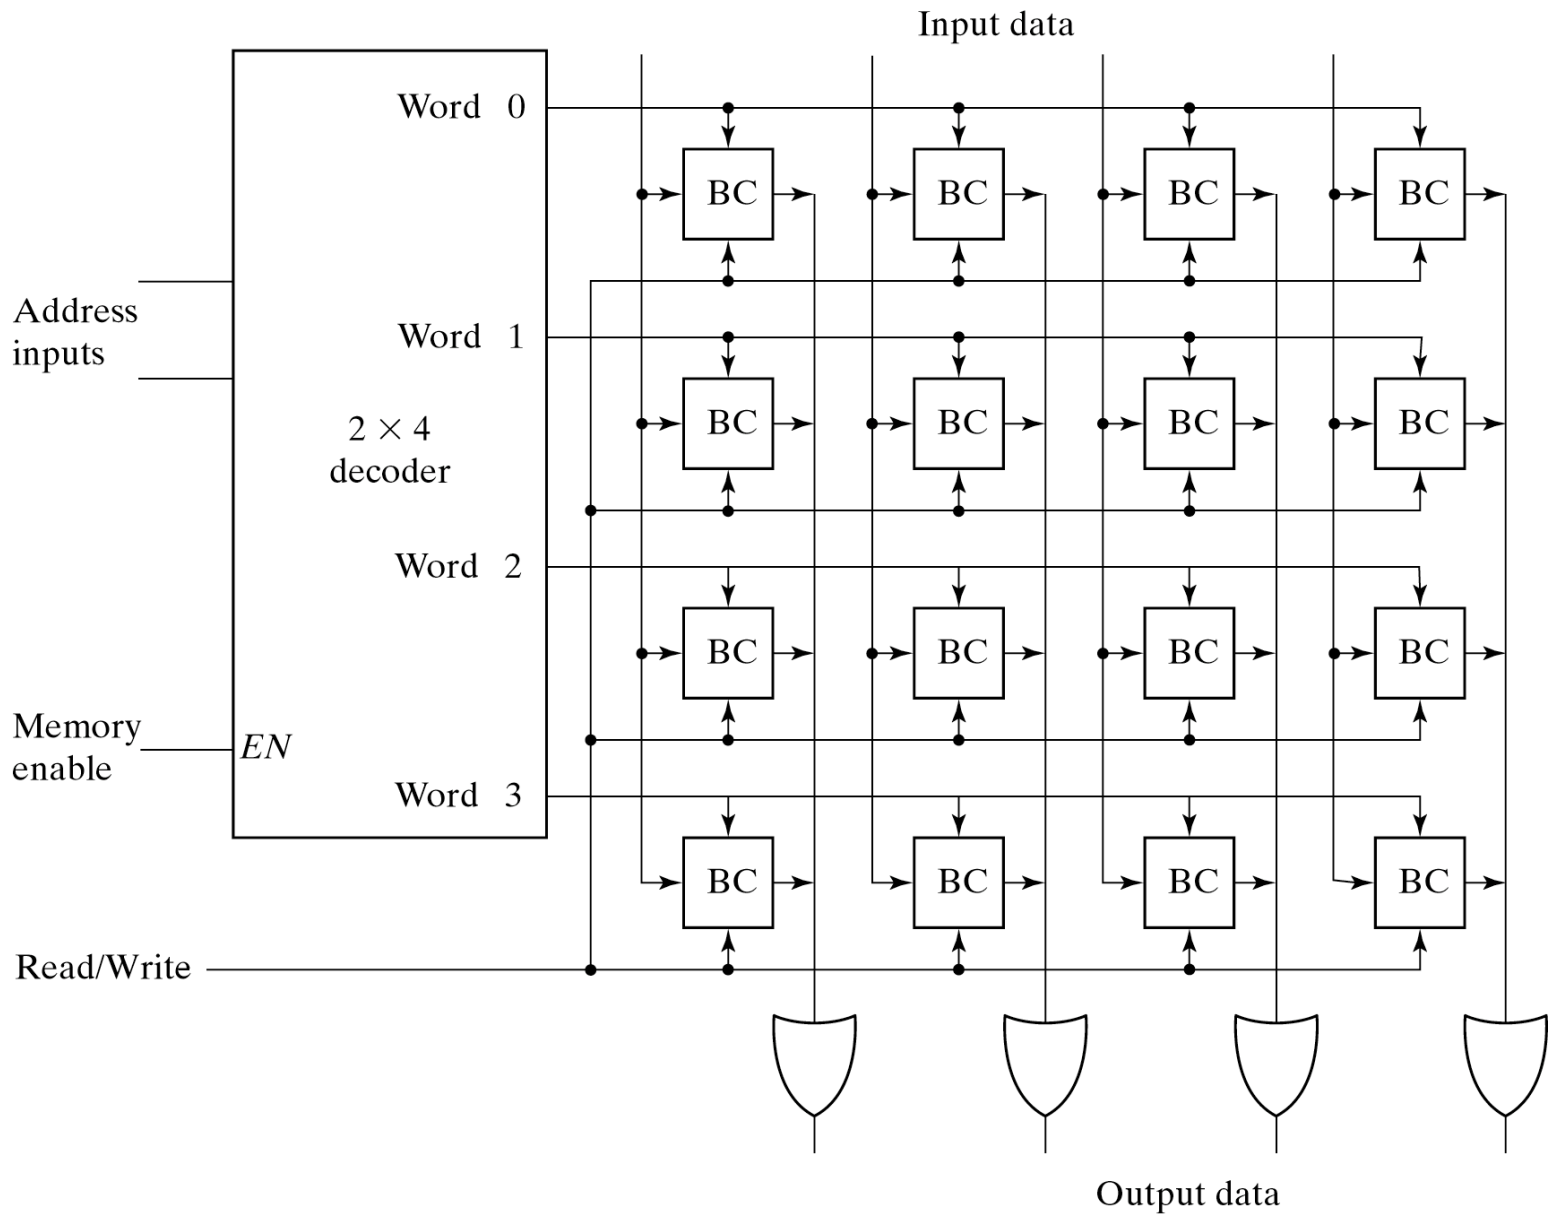 Input data
Word 0
BC BC BC BC
Address
inputs
Word 1
BC BC BC BC
2 × 4
decoder
Word 2
BC BC BC BC
Memory
enable
EN
Word 3
BC BC BC BC
Read/Write
Output data